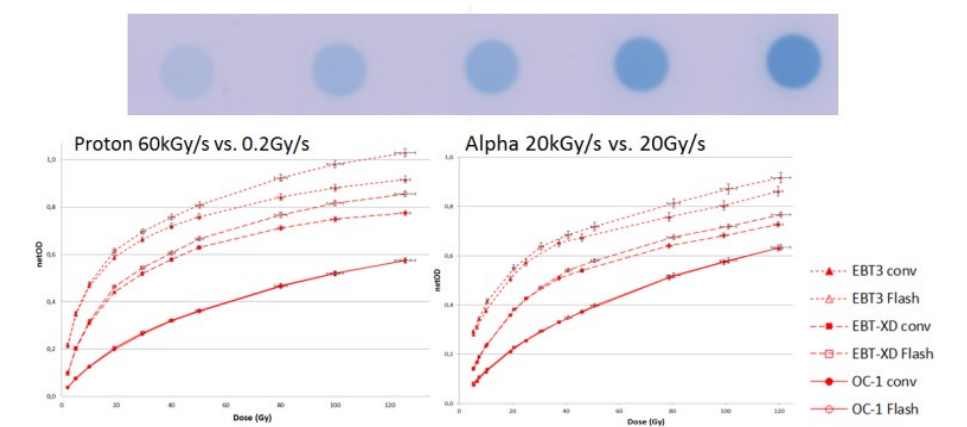 Proton 60kGy/s vs. 0.2Gy/s
1,0
0,8
0,6
0,4
0,2
0,0
netOD
0
20
40
60
80
100
120
Dose (Gy)
Alpha 20kGy/s vs. 20Gy/s
1,0
0,8
0,6
0,4
0,2
0,0
netOD
0
20
40
60
80
100
120
Dose (Gy)
EBT3 conv
EBT3 Flash
EBT-XD conv
EBT-XD Flash
OC-1 conv
OC-1 Flash